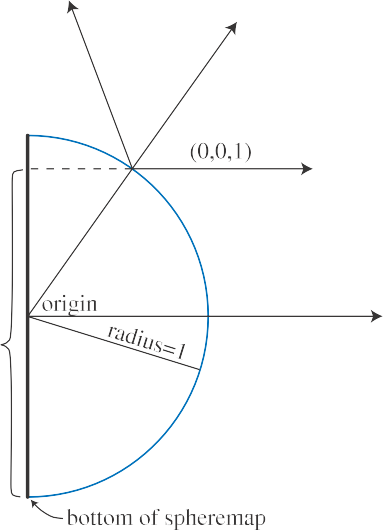 (0,0,1)
origin
radius=1
bottom of spheremap